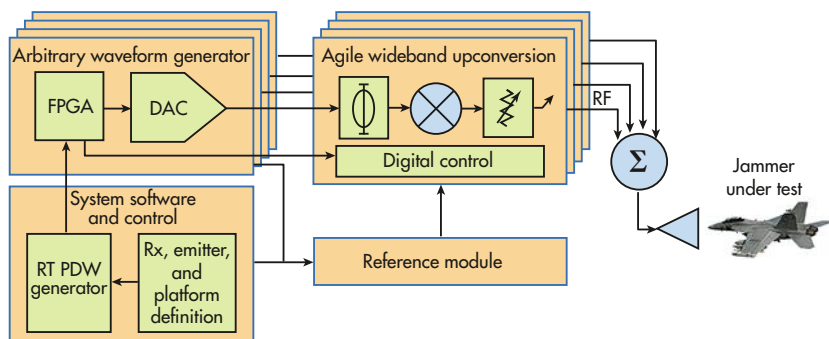 Arbitrary waveform generator
FPGA
DAC
Agile wideband upconversion
Digital control
RF
Σ
Jammer
under test
System software
and control
RT PDW
generator
Rx, emitter,
and
platform
definition
Reference module